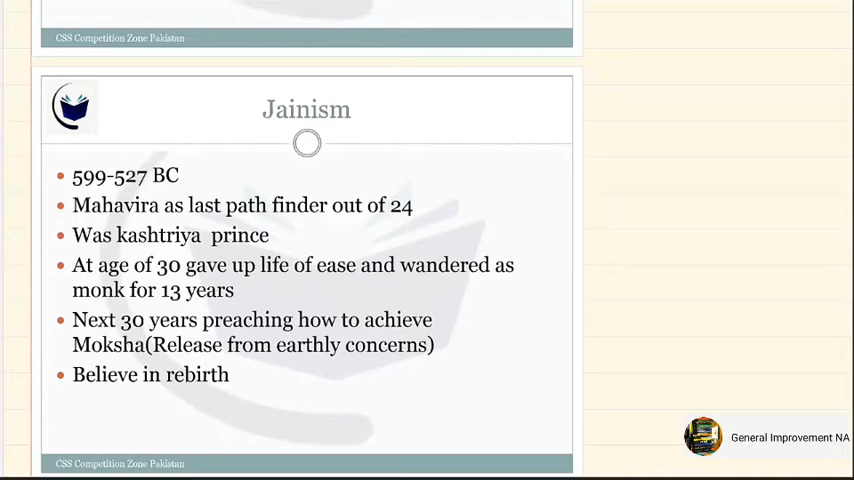 CSS Competition Zone Pakistan
Jainism
599-527 BC
Mahavira as last path finder out of 24
Was kashtriya prince
At age of 30 gave up life of ease and wandered as
monk for 13 years
Next 30 years preaching how to achieve
Moksha(Release from earthly concerns)
Believe in rebirth
General Improvement NA
CSS Competition Zone Pakistan